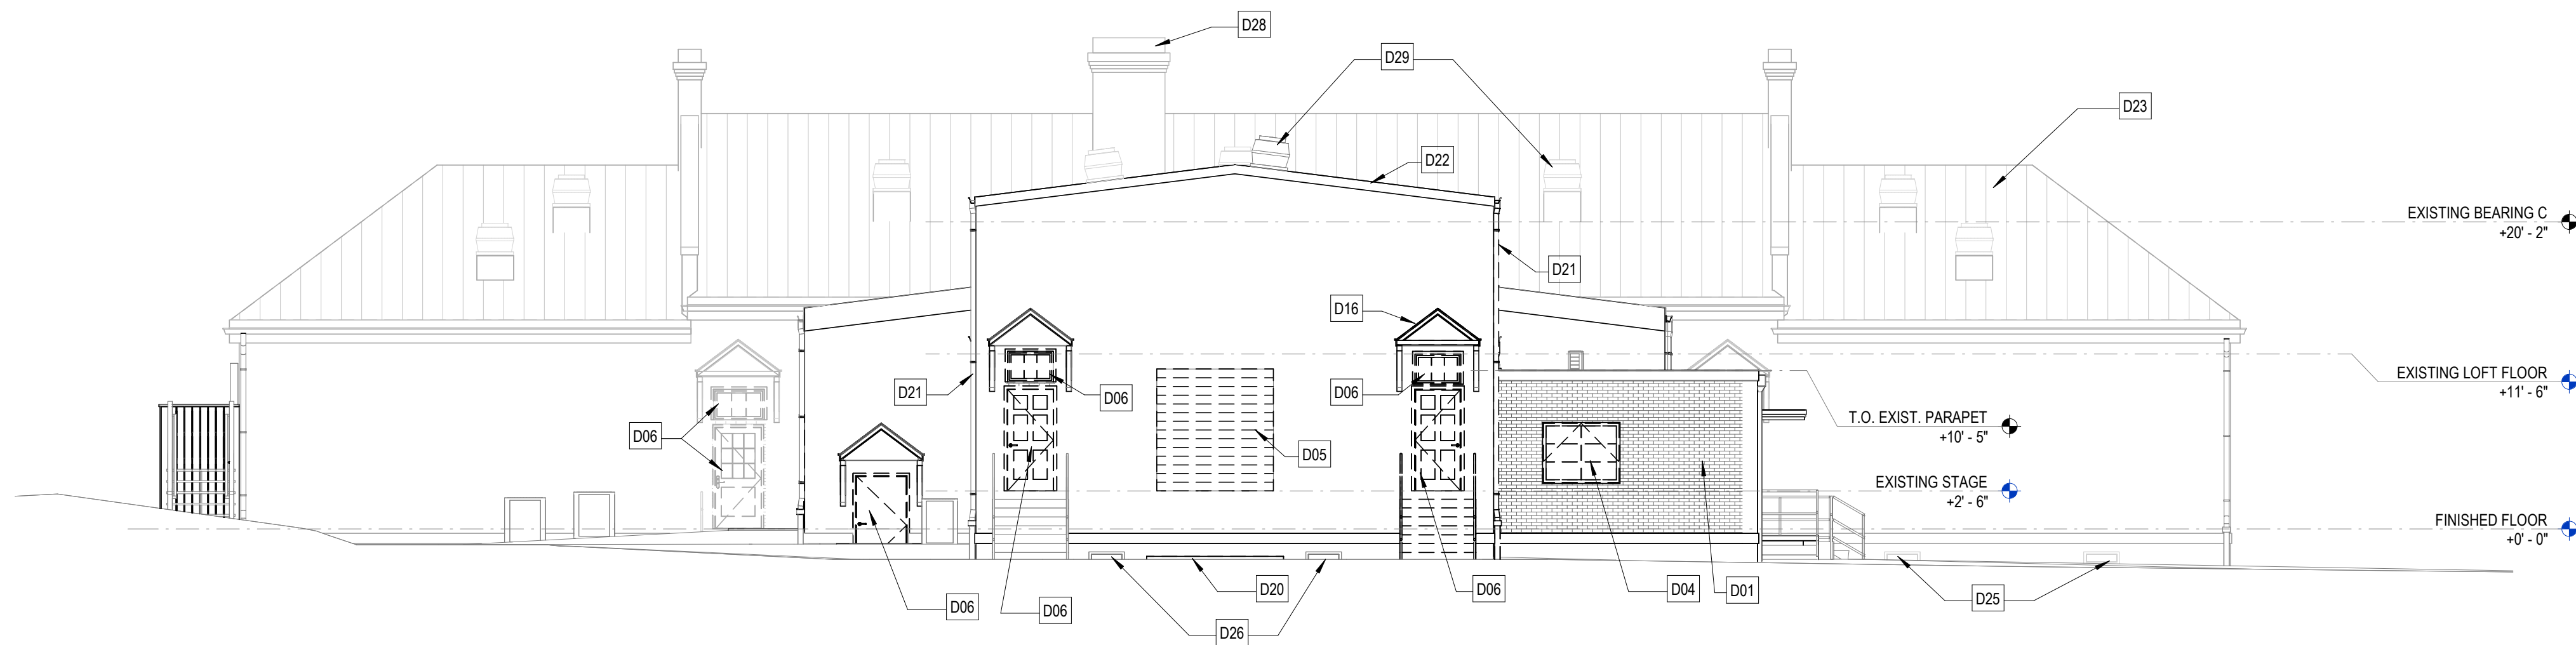 D28
D29
D23
D22
EXISTING BEARING C
+20' - 2"
D21
D16
EXISTING LOFT FLOOR
+11' - 6"
D21
D06
D06
T.O. EXIST. PARAPET
+10' - 5"
D06
D05
EXISTING STAGE
+2' - 6"
FINISHED FLOOR
+0' - 0"
D06
D06
D20
D06
D04
D01
D25
D26